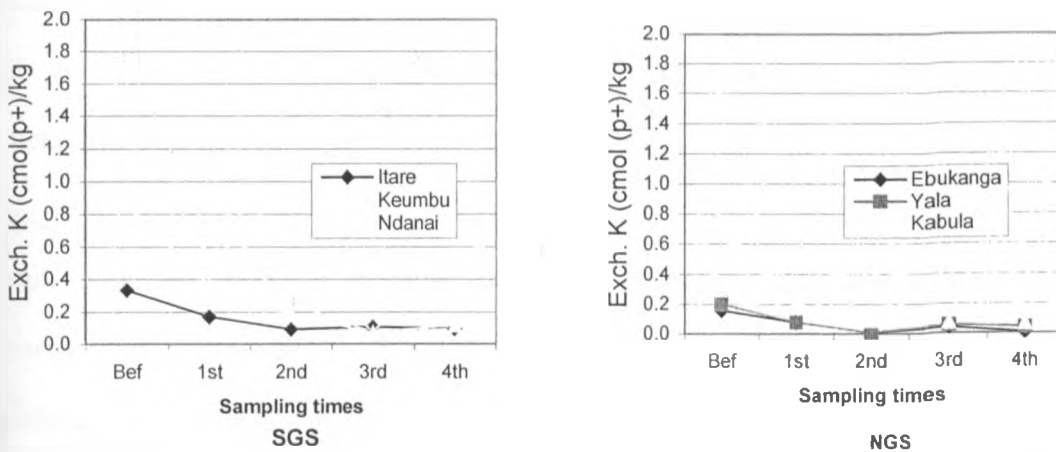 Exch. K (cmol(p+)/kg
2.0
1.8
1.6
1.4
1.2
1.0
0.8
0.6
0.4
0.2
0.0
Itare
Keumbu
Ndanai
Bef 1st 2nd 3rd 4th
Sampling times
SGS
Exch. K (cmol (p+)/kg
2.0
1.8
1.6
1.4
1.2
1.0
0.8
0.6
0.4
0.2
0.0
Ebukanga
Yala
Kabula
Bef 1st 2nd 3rd 4th
Sampling times
NGS